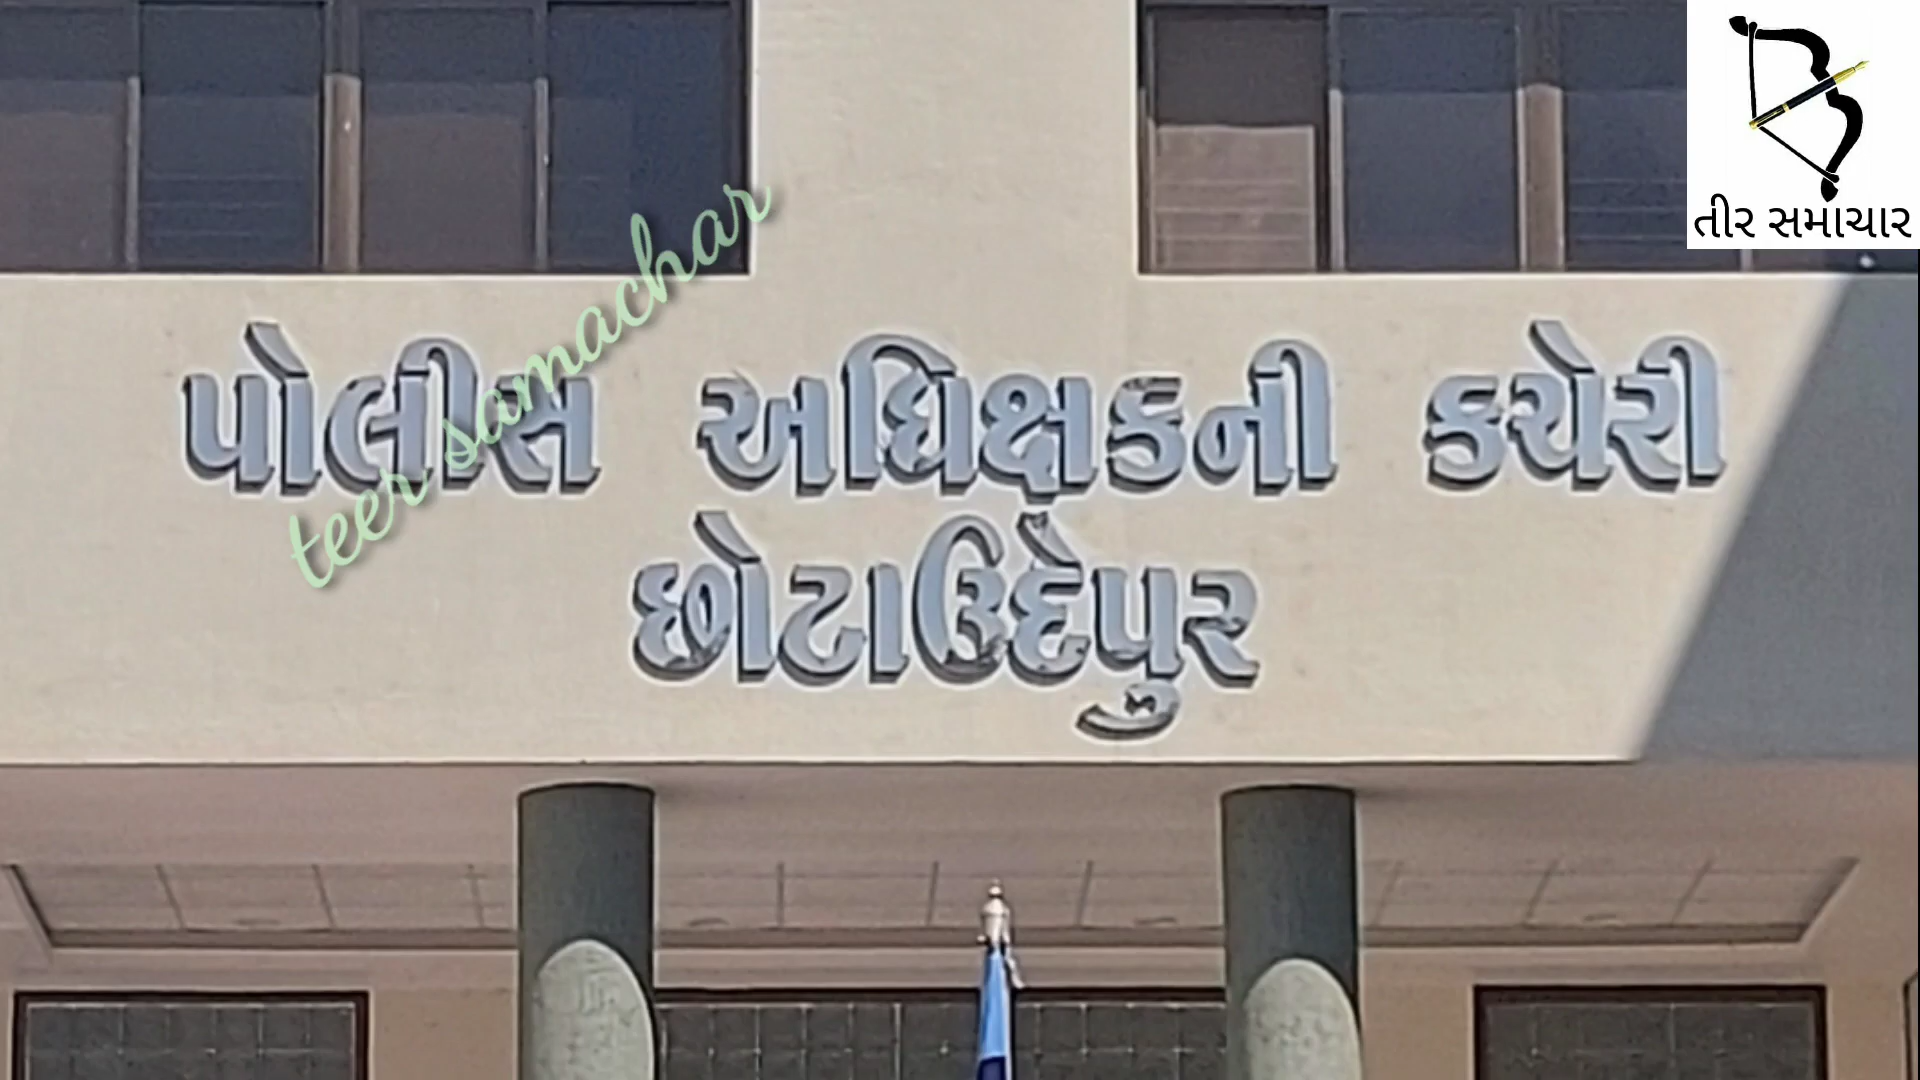 તીર સમાચાર
teer samachar
પોલીસ અધિક્ષકની કચેરી
છોટાઉદેપુર